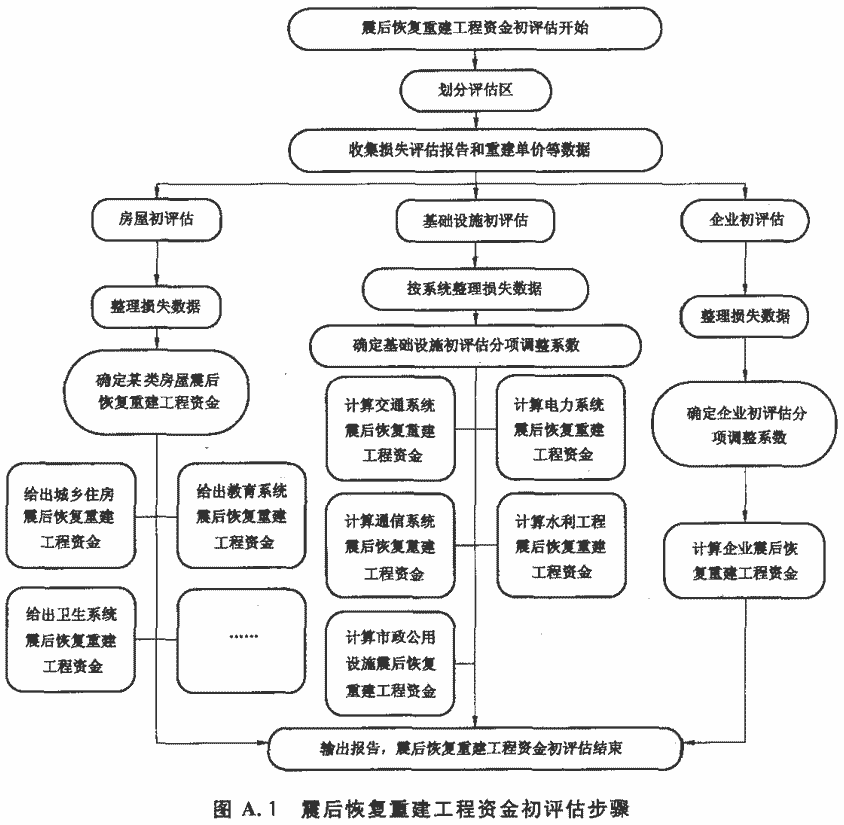 震后恢复重建工程资金初评估开始
划分评估区
收集损失评估报告和重建单价等数据
房屋初评估
基础设施初评估
企业初评估
整理损失数据
按系统整理损失数据
整理损失数据
确定基础设施初评估分项调整系数
确定某类房屋震后
恢复重建工程资金
计算交通系统
震后恢复重建
工程资金
计算电力系统
震后恢复重建
工程资金
确定企业初评估分
项调整系数
给出城乡住房
震后恢复重建
工程资金
给出教育系统
震后恢复重建
工程资金
计算通信系统
震后恢复重建
工程资金
计算水利工程
震后恢复重建
工程资金
计算企业震后恢
复重建工程资金
给出卫生系统
震后恢复重建
工程资金
……
计算市政公用
设施震后恢复
重建工程资金
输出报告，震后恢复重建工程资金初评估结束
图 A.1 震后恢复重建工程资金初评估步骤